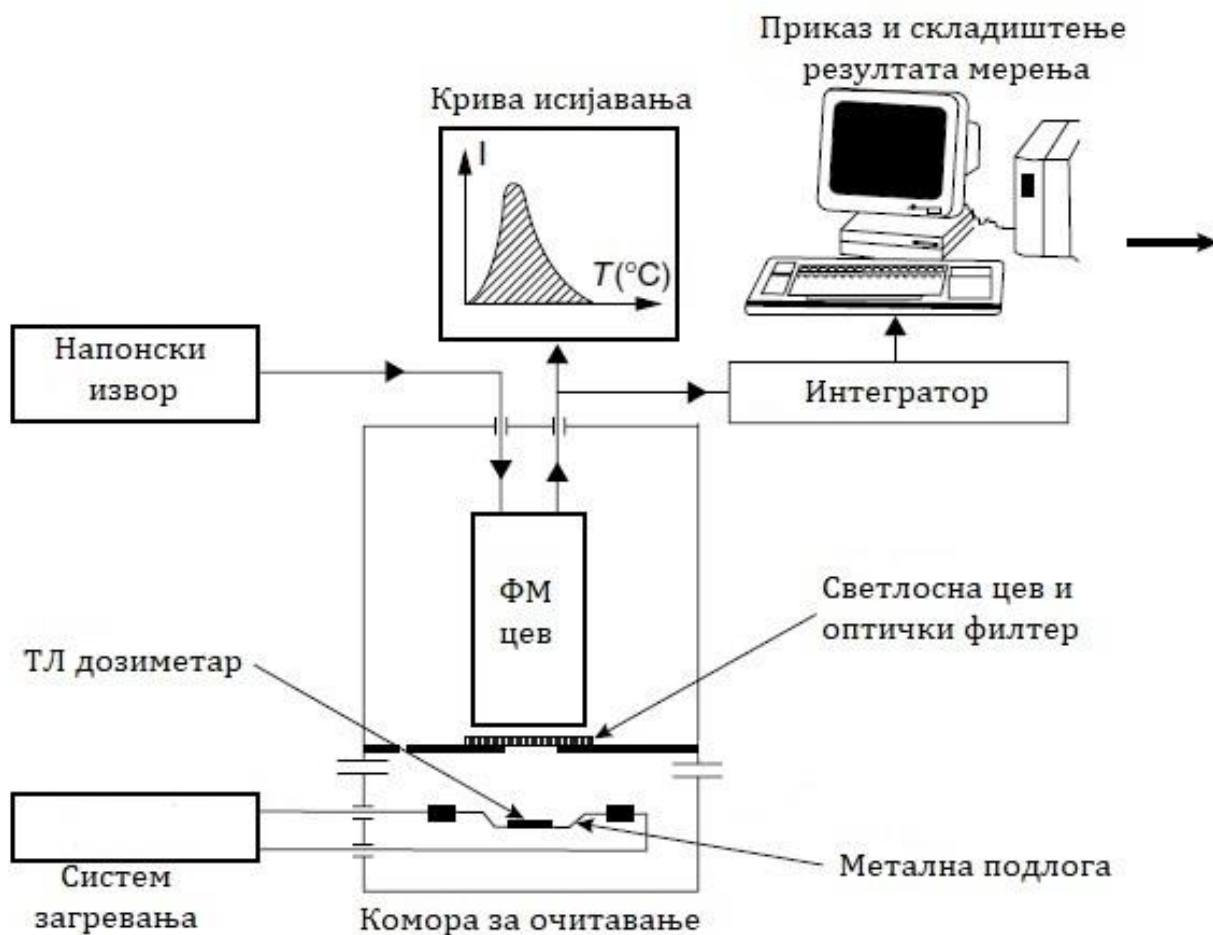 Приказ и складиштење
резултата мерења
Крива исијавања
I
T(°C)
Напонски
извор
Интегратор
ФМ
цев
Светлосна цев и
оптички филтер
ТЛ дозиметар
Метална подлога
Систем
загревања
Комора за очитавање